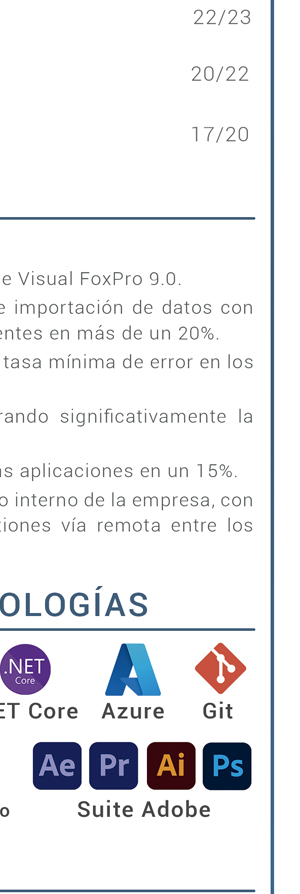 22/23
20/22
17/20
e Visual FoxPro 9.0.
e importación de datos con
entes en más de un 20%.
tasa mínima de error en los
rando significativamente la
as aplicaciones en un 15%.
o interno de la empresa, con
iones vía remota entre los
OLOGÍAS
.NET
Core
ET Core Azure Git
Ae Pr Ai Ps
o Suite Adobe